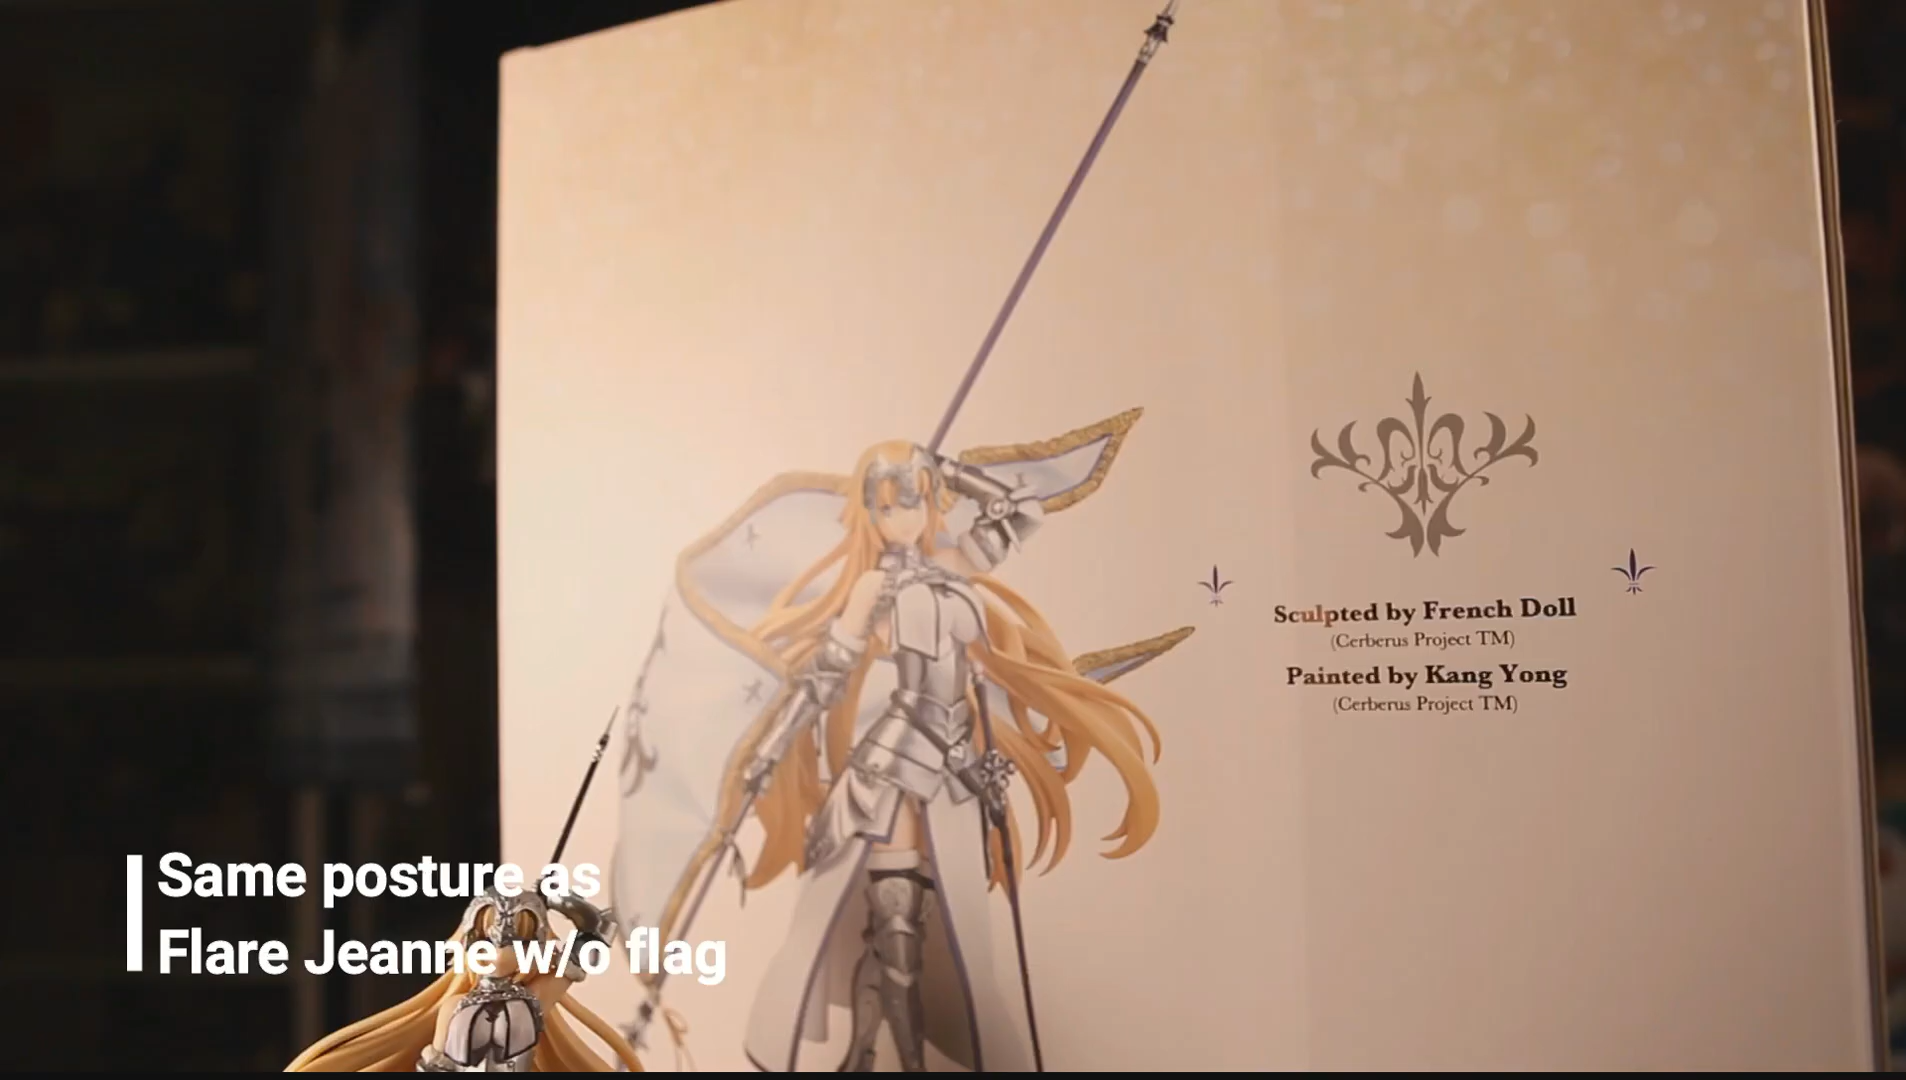 Sculpted by French Doll
(Cerberus Project TM)
Painted by Kang Yong
(Cerberus Project TM)
Same posture as
Flare Jeanne w/o flag